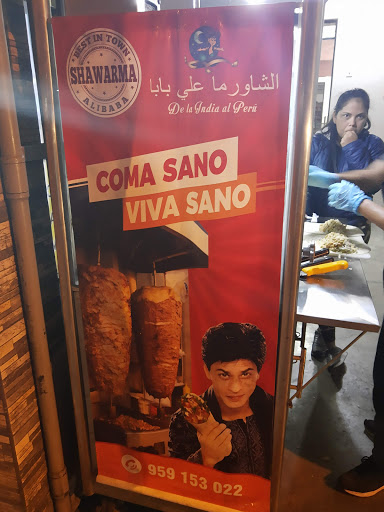 BEST IN TOWN
SHAWARMA
ALIBABA
الشاورما علي بابا
De la India al Perú
COMA SANO
VIVA SANO
959 153 022